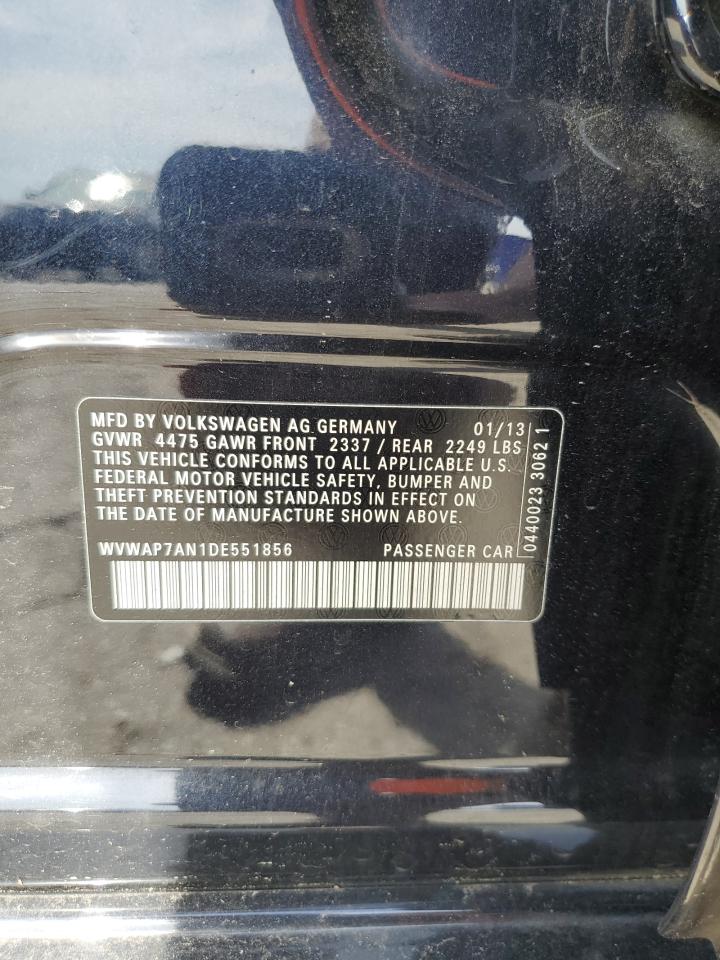 MFD BY VOLKSWAGEN AG GERMANY 01/13
GVWR 4475 GAWR FRONT 2337 / REAR 2249 LBS
THIS VEHICLE CONFORMS TO ALL APPLICABLE U.S.
FEDERAL MOTOR VEHICLE SAFETY, BUMPER AND
THEFT PREVENTION STANDARDS IN EFFECT ON
THE DATE OF MANUFACTURE SHOWN ABOVE.
WVWAP7AN1DE551856 PASSENGER CAR
0440023 3062 1